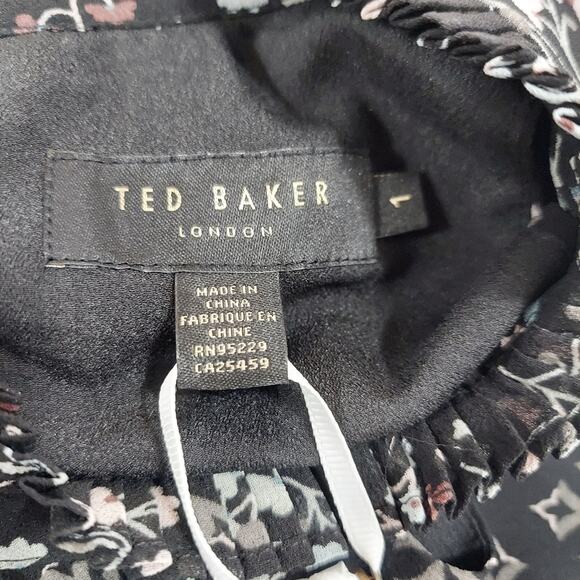 TED BAKER
LONDON
1
MADE IN
CHINA
FABRIQUE EN
CHINE
RN95229
CA25459